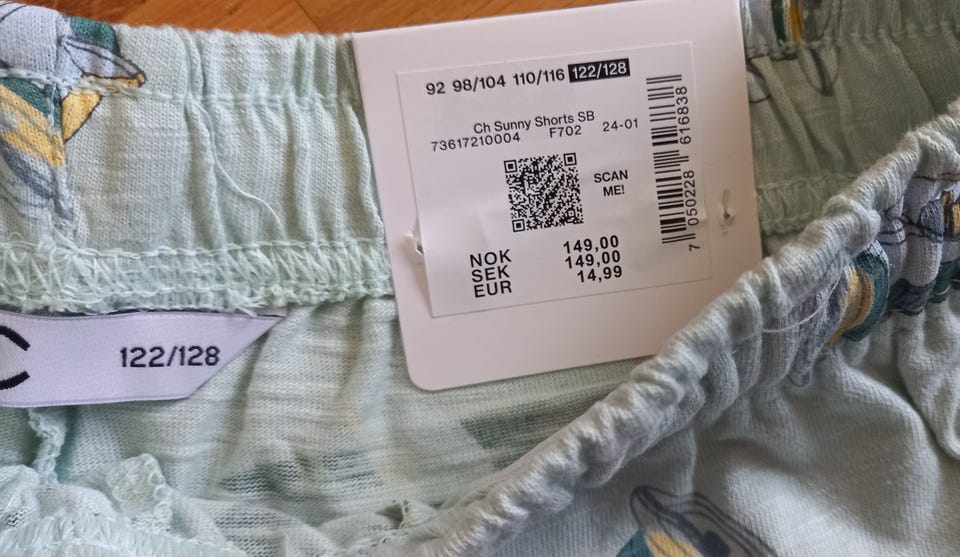 92 98/104 110/116 122/128
Ch Sunny Shorts SB
73617210004 F702 24-01
SCAN
ME!
NOK 149,00
SEK 149,00
EUR 14,99
7 050228 616838
122/128